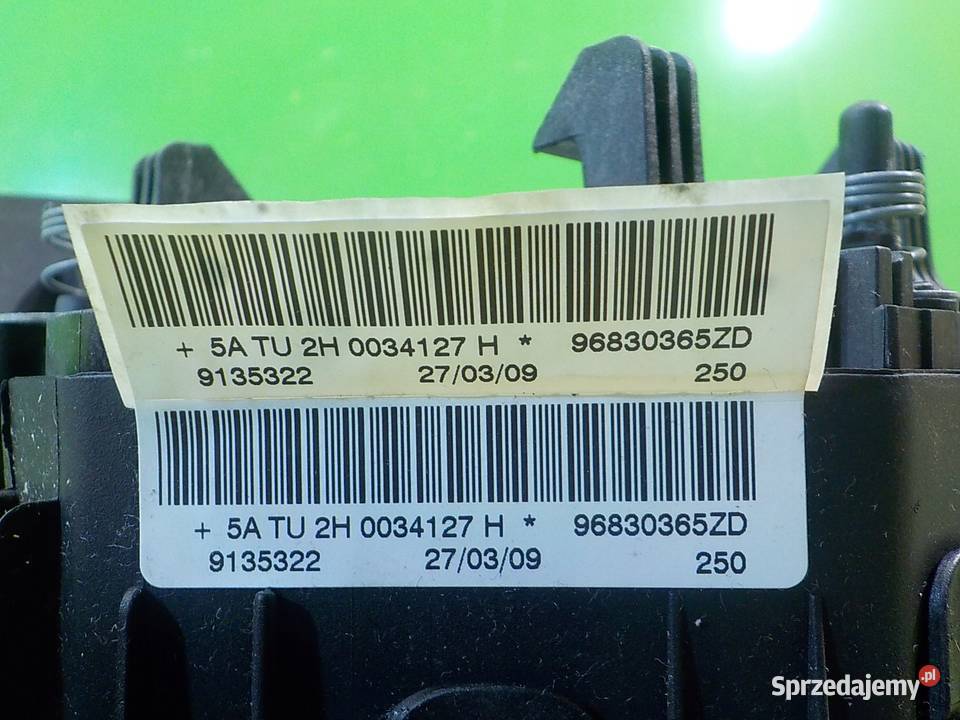 + 5A TU 2H 0034127 H * 96830365ZD
9135322 27/03/09 250
+ 5A TU 2H 0034127 H * 96830365ZD
9135322 27/03/09 250
Sprzedajemy.pl